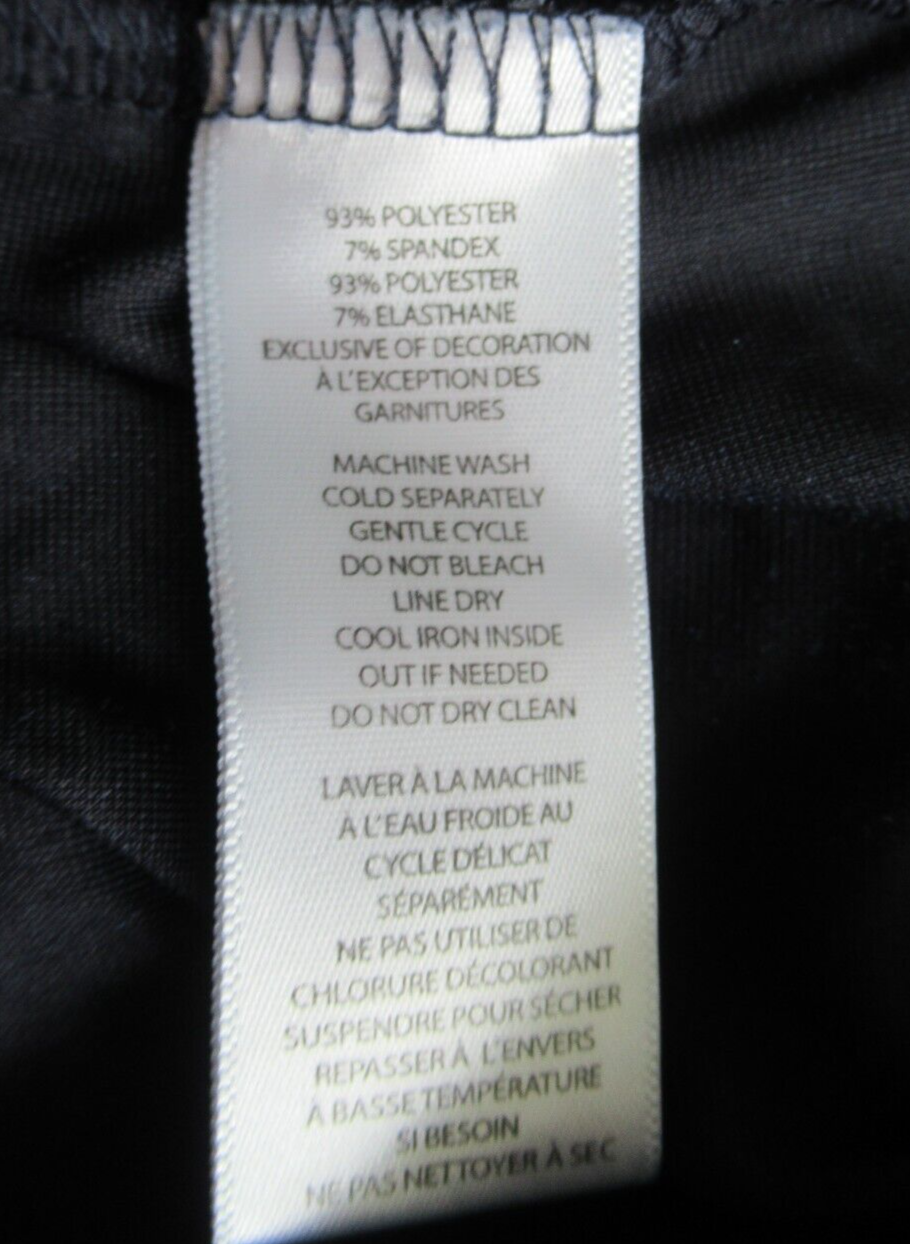 93% POLYESTER
7% SPANDEX
93% POLYESTER
7% ELASTHANE
EXCLUSIVE OF DECORATION
À L'EXCEPTION DES
GARNITURES
MACHINE WASH
COLD SEPARATELY
GENTLE CYCLE
DO NOT BLEACH
LINE DRY
COOL IRON INSIDE
OUT IF NEEDED
DO NOT DRY CLEAN
LAVER À LA MACHINE
À L'EAU FROIDE AU
CYCLE DÉLICAT
SÉPARÉMENT
NE PAS UTILISER DE
CHLORURE DÉCOLORANT
SUSPENDRE POUR SÉCHER
REPASSER À L'ENVERS
À BASSE TEMPÉRATURE
SI BESOIN
NE PAS NETTOYER À SEC